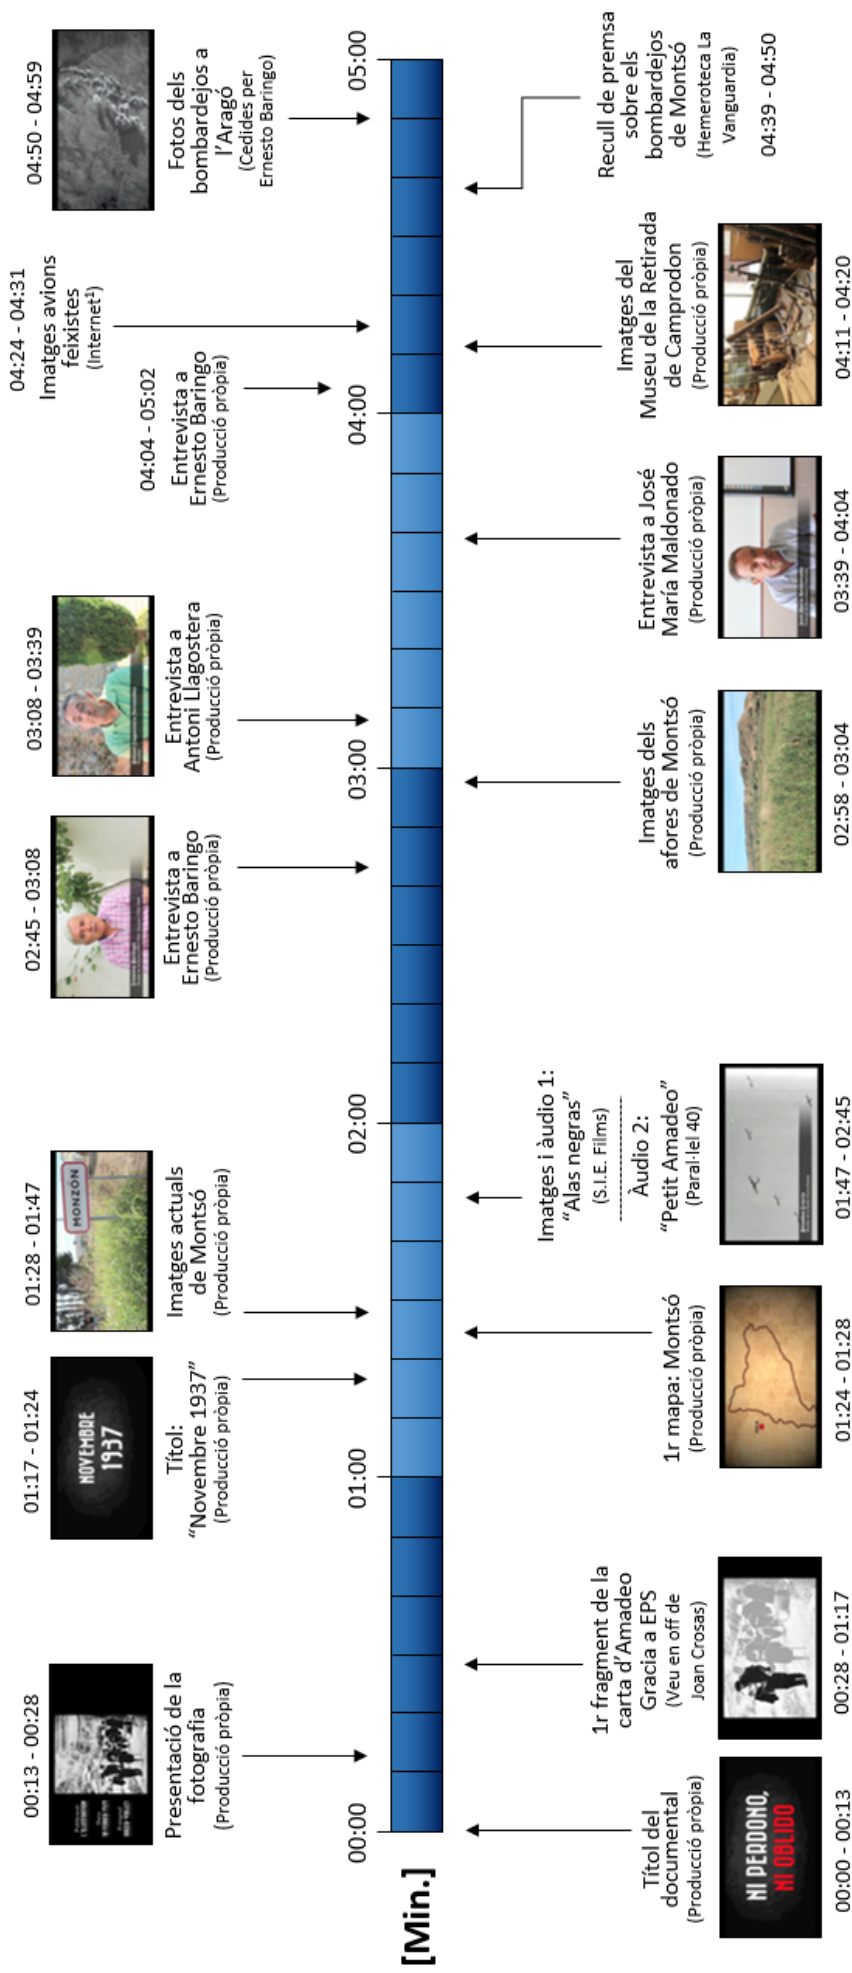 00:13 - 00:28
Presentació de la
fotografia
(Producció pròpia)
01:17 - 01:24
NOVEMBRE
1937
Títol:
“Novembre 1937”
(Producció pròpia)
01:28 - 01:47
MONZÓN
Imatges actuals
de Montsó
(Producció pròpia)
02:45 - 03:08
Entrevista a
Ernesto Baringo
(Producció pròpia)
03:08 - 03:39
Entrevista a
Antoni Llagostera
(Producció pròpia)
04:04 - 05:02
Entrevista a
Ernesto Baringo
(Producció pròpia)
04:24 - 04:31
Imatges avions
feixistes
(Internet¹)
04:50 - 04:59
Fotos dels
bombardejos a
l’Aragó
(Cedides per
Ernesto Baringo)
[Min.]
00:00
01:00
02:00
03:00
04:00
05:00
Títol del
documental
(Producció pròpia)
NI PERDONO,
NI OBLIDO
00:00 - 00:13
1r fragment de la
carta d’Amadeo
Gracia a EPS
(Veu en off de
Joan Crosas)
00:28 - 01:17
1r mapa: Montsó
(Producció pròpia)
01:24 - 01:28
Imatges i àudio 1:
“Alas negras”
(S.I.E. Films)
Àudio 2:
“Petit Amadeo”
(Paral·lel 40)
01:47 - 02:45
Imatges dels
afores de Montsó
(Producció pròpia)
02:58 - 03:04
Entrevista a José
María Maldonado
(Producció pròpia)
03:39 - 04:04
Imatges del
Museu de la Retirada
de Camprodon
(Producció pròpia)
04:11 - 04:20
Recull de premsa
sobre els
bombardejos
de Montsó
(Hemeroteca La
Vanguardia)
04:39 - 04:50